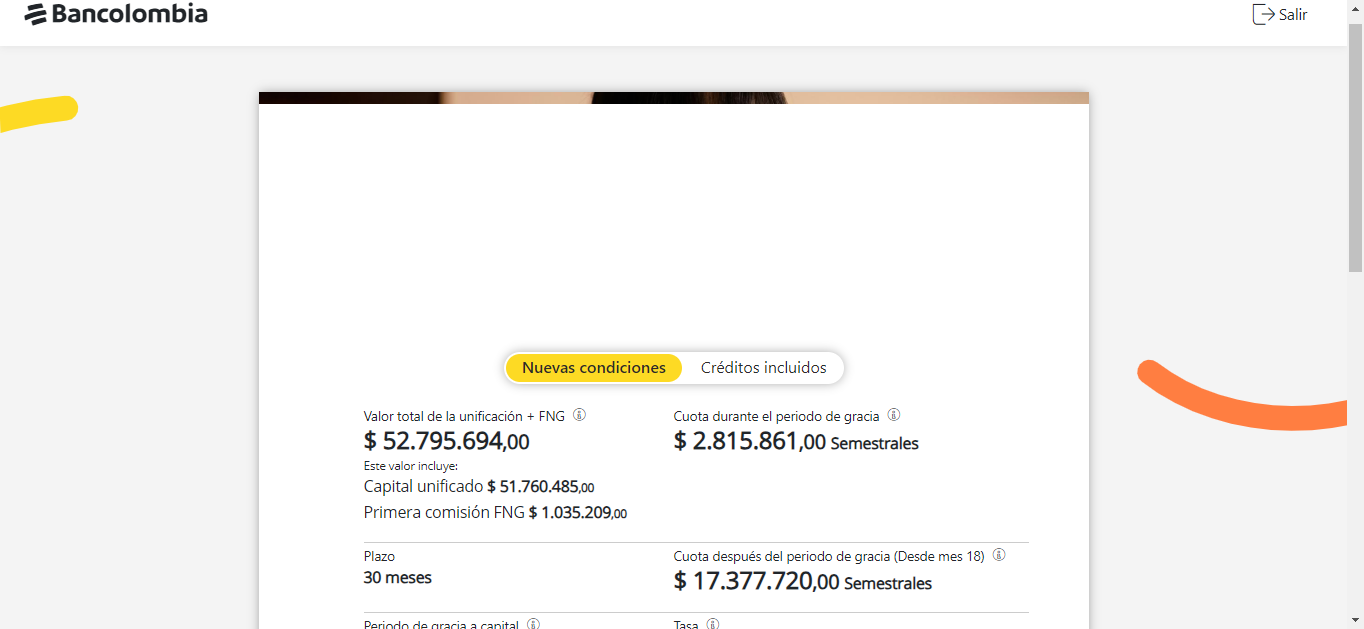 Bancolombia
Salir
Nuevas condiciones
Créditos incluidos
Valor total de la unificación + FNG
$ 52.795.694,00
Este valor incluye:
Capital unificado $ 51.760.485,00
Primera comisión FNG $ 1.035.209,00
Cuota durante el periodo de gracia
$ 2.815.861,00 Semestrales
Plazo
30 meses
Cuota después del periodo de gracia (Desde mes 18)
$ 17.377.720,00 Semestrales
Periodo de gracia a capital
Tasa